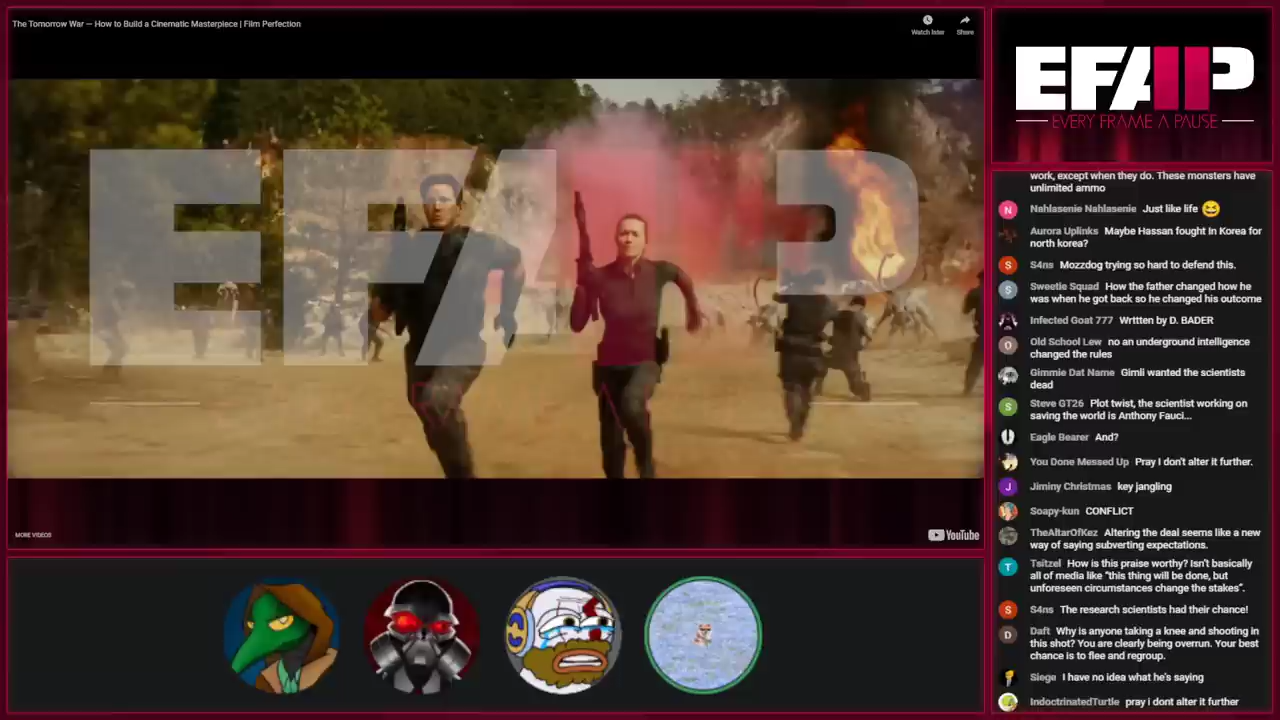 The Tomorrow War — How to Build a Cinematic Masterpiece | Film Perfection
Watch later
Share
EFAP
MORE VIDEOS
YouTube
EFAP
EVERY FRAME A PAUSE
work, except when they do. These monsters have
unlimited ammo
Nahlasenie Nahlasenie Just like life 😆
Aurora Uplinks Maybe Hassan fought In Korea for
north korea?
S4ns Mozzdog trying so hard to defend this.
Sweetie Squad How the father changed how he
was when he got back so he changed his outcome
Infected Goat 777 Wrttten by D. BADER
Old School Lew no an underground intelligence
changed the rules
Gimmie Dat Name Gimli wanted the scientists
dead
Steve GT26 Plot twist, the scientist working on
saving the world is Anthony Fauci...
Eagle Bearer And?
You Done Messed Up Pray I don't alter it further.
Jiminy Christmas key jangling
Soapy-kun CONFLICT
TheAltarOfKez Altering the deal seems like a new
way of saying subverting expectations.
Tsitzel How is this praise worthy? Isn't basically
all of media like "this thing will be done, but
unforeseen circumstances change the stakes".
S4ns The research scientists had their chance!
Daft Why is anyone taking a knee and shooting in
this shot? You are clearly being overrun. Your best
chance is to flee and regroup.
Siege I have no idea what he's saying
IndoctrinatedTurtle pray i dont alter it further